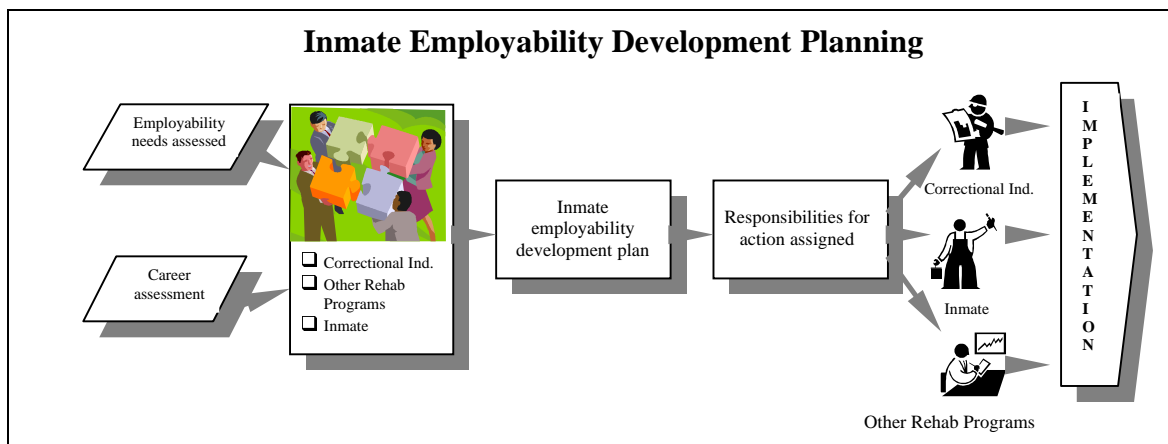 Inmate Employability Development Planning
Employability
needs assessed
Career
assessment
❑ Correctional Ind.
❑ Other Rehab
Programs
❑ Inmate
Inmate
employability
development plan
Responsibilities for
action assigned
Correctional Ind.
Inmate
Other Rehab Programs
I
M
P
L
E
M
E
N
T
A
T
I
O
N